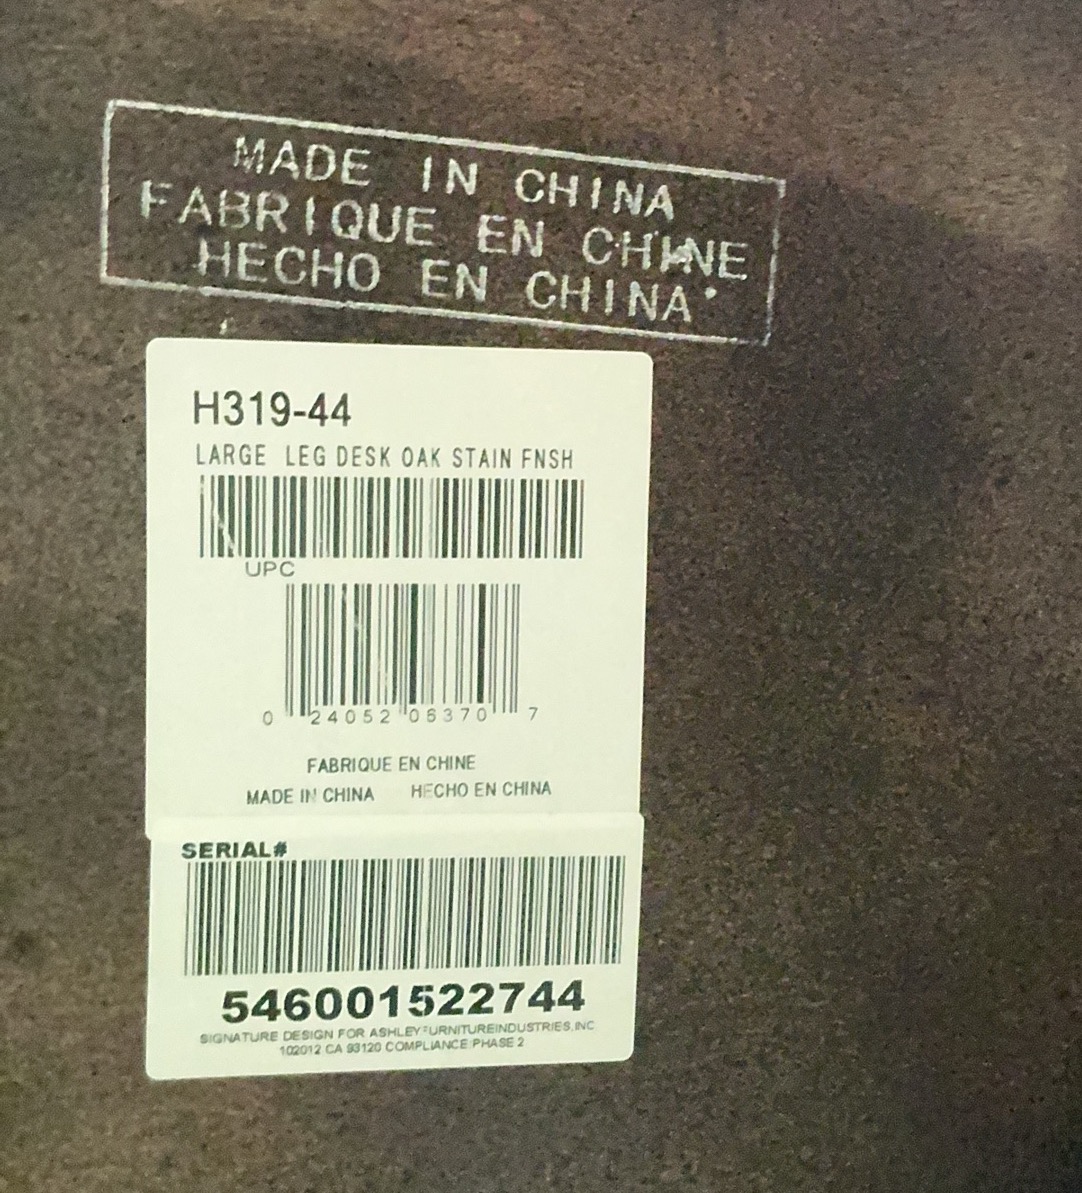 MADE IN CHINA
FABRIQUE EN CHINE
HECHO EN CHINA
H319-44
LARGE LEG DESK OAK STAIN FNSH
UPC
0 24052 06370 7
FABRIQUE EN CHINE
MADE IN CHINA HECHO EN CHINA
SERIAL#
546001522744
SIGNATURE DESIGN FOR ASHLEY FURNITUREINDUSTRIES,INC
102012 CA 93120 COMPLIANCE PHASE 2